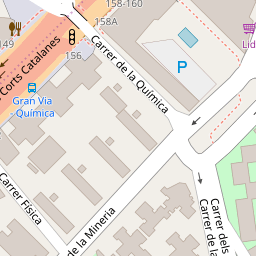 158-160
158A
149
156
Lid
P
Corts Catalanes
Gran Via
Química
Carrer de la Química
Carrer Física
de la Mineria
Carrer dels
Carrer de la